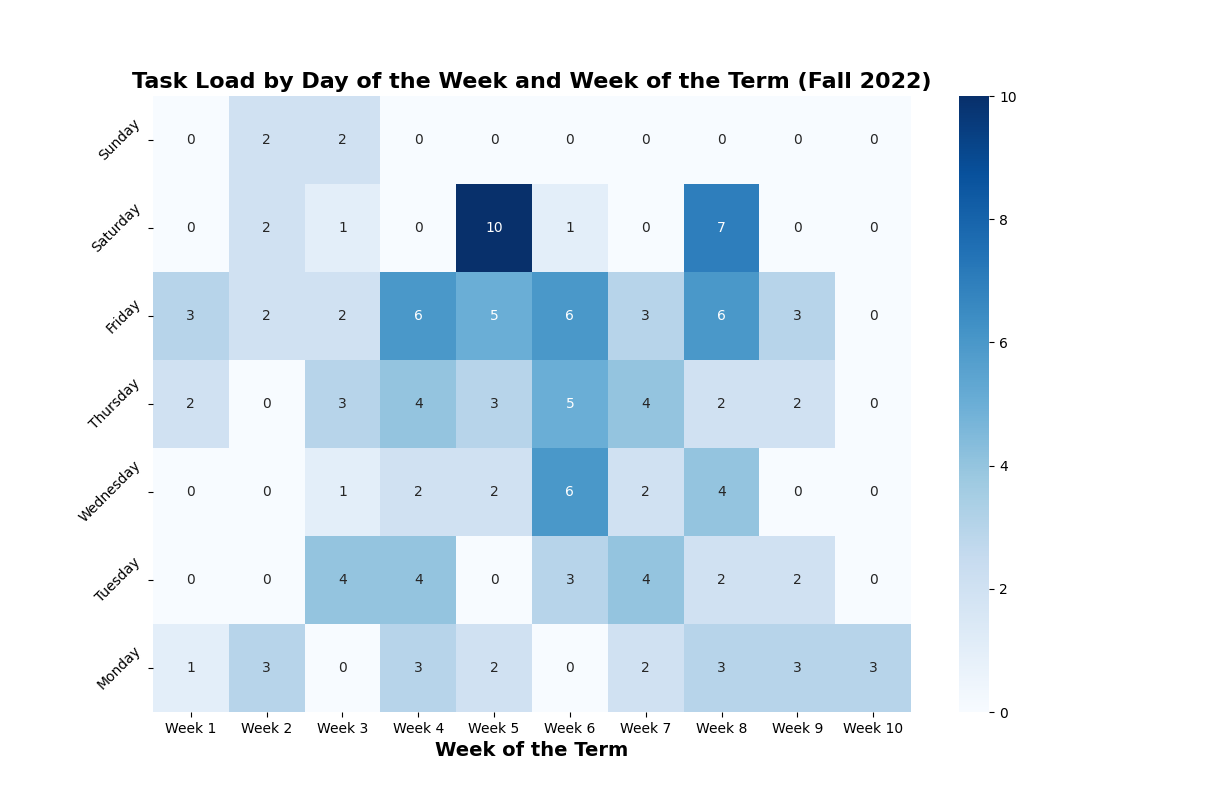 Task Load by Day of the Week and Week of the Term (Fall 2022)
Sunday 0 2 2 0 0 0 0 0 0 0
Saturday 0 2 1 0 10 1 0 7 0 0
Friday 3 2 2 6 5 6 3 6 3 0
Thursday 2 0 3 4 3 5 4 2 2 0
Wednesday 0 0 1 2 2 6 2 4 0 0
Tuesday 0 0 4 4 0 3 4 2 2 0
Monday 1 3 0 3 2 0 2 3 3 3
Week 1 Week 2 Week 3 Week 4 Week 5 Week 6 Week 7 Week 8 Week 9 Week 10
Week of the Term
10
8
6
4
2
0